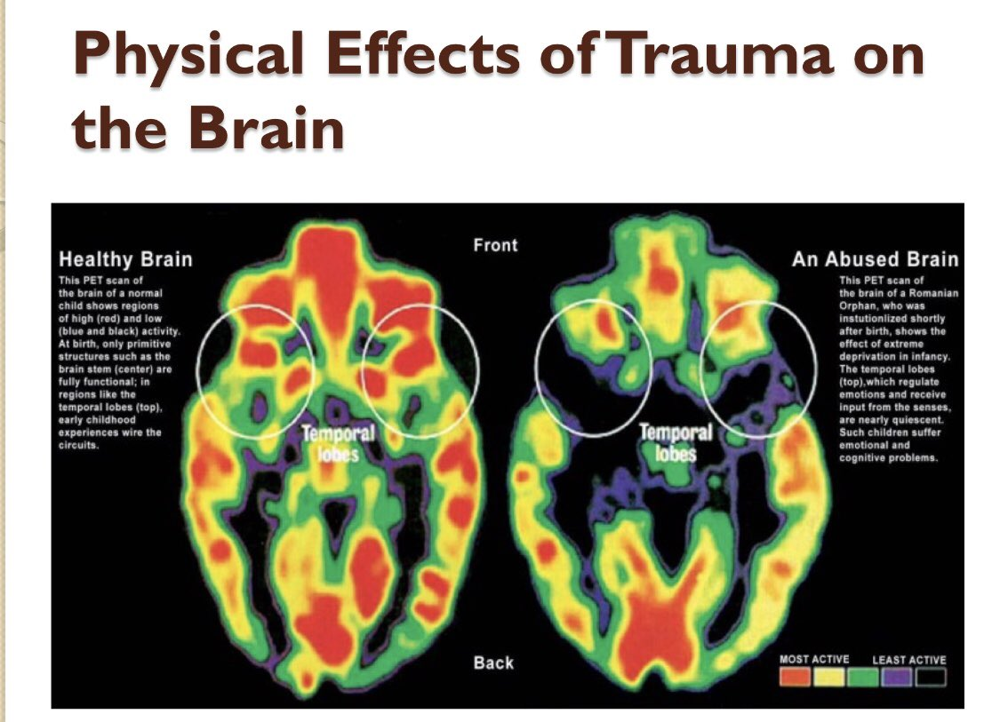 Physical Effects of Trauma on
the Brain
Healthy Brain
This PET scan of
the brain of a normal
child shows regions
of high (red) and low
(blue and black) activity.
At birth, only primitive
structures such as the
brain stem (center) are
fully functional; in
regions like the
temporal lobes (top),
early childhood
experiences wire the
circuits.
Front
An Abused Brain
This PET scan of
the brain of a Romanian
Orphan, who was
instutionlized shortly
after birth, shows the
effect of extreme
deprivation in infancy.
The temporal lobes
(top),which regulate
emotions and receive
input from the senses,
are nearly quiescent.
Such children suffer
emotional and
cognitive problems.
Temporal
lobes
Temporal
lobes
Back
MOST ACTIVE LEAST ACTIVE